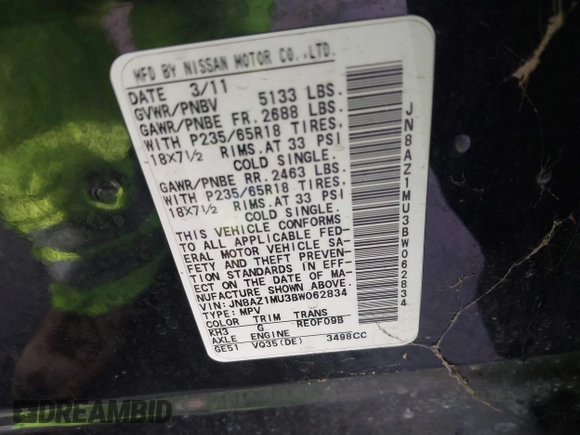 MFD BY NISSAN MOTOR CO.,LTD.
DATE 3/11
GVWR/PNBV 5133 LBS.
GAWR/PNBE FR. 2688 LBS.
WITH P235/65R18 TIRES.
18X7 1/2 RIMS. AT 33 PSI
COLD SINGLE.
GAWR/PNBE RR. 2463 LBS.
WITH P235/65R18 TIRES.
18X7 1/2 RIMS. AT 33 PSI
COLD SINGLE.
THIS VEHICLE CONFORMS
TO ALL APPLICABLE FED-
ERAL MOTOR VEHICLE SA-
FETY AND THEFT PREVEN-
TION STANDARDS IN EFF-
ECT ON THE DATE OF MA-
NUFACTURE SHOWN ABOVE.
JN8AZ1MU3BW062834
TYPE: MPV
COLOR TRIM TRANS
KH3 G RE0F09B
AXLE ENGINE
GE51 VQ35(DE) 3498CC
JN8AZ1MU3BW062834
DREAMBID